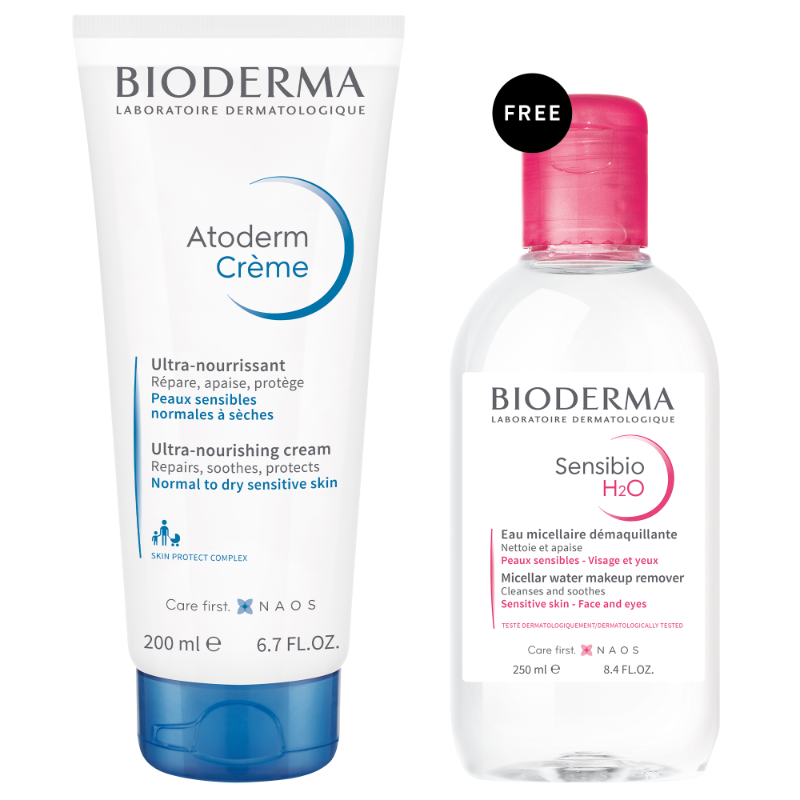 BIODERMA
LABORATOIRE DERMATOLOGIQUE
Atoderm
Crème
Ultra-nourrissant
Répare, apaise, protège
Peaux sensibles
normales à sèches
Ultra-nourishing cream
Repairs, soothes, protects
Normal to dry sensitive skin
SKIN PROTECT COMPLEX
Care first. NAOS
200 ml ℮ 6.7 FL.OZ.
FREE
BIODERMA
LABORATOIRE DERMATOLOGIQUE
Sensibio
H2O
Eau micellaire démaquillante
Nettoie et apaise
Peaux sensibles - Visage et yeux
Micellar water makeup remover
Cleanses and soothes
Sensitive skin - Face and eyes
TESTÉ DERMATOLOGIQUEMENT/DERMATOLOGICALLY TESTED
Care first. NAOS
250 ml ℮ 8.4 FL.OZ.